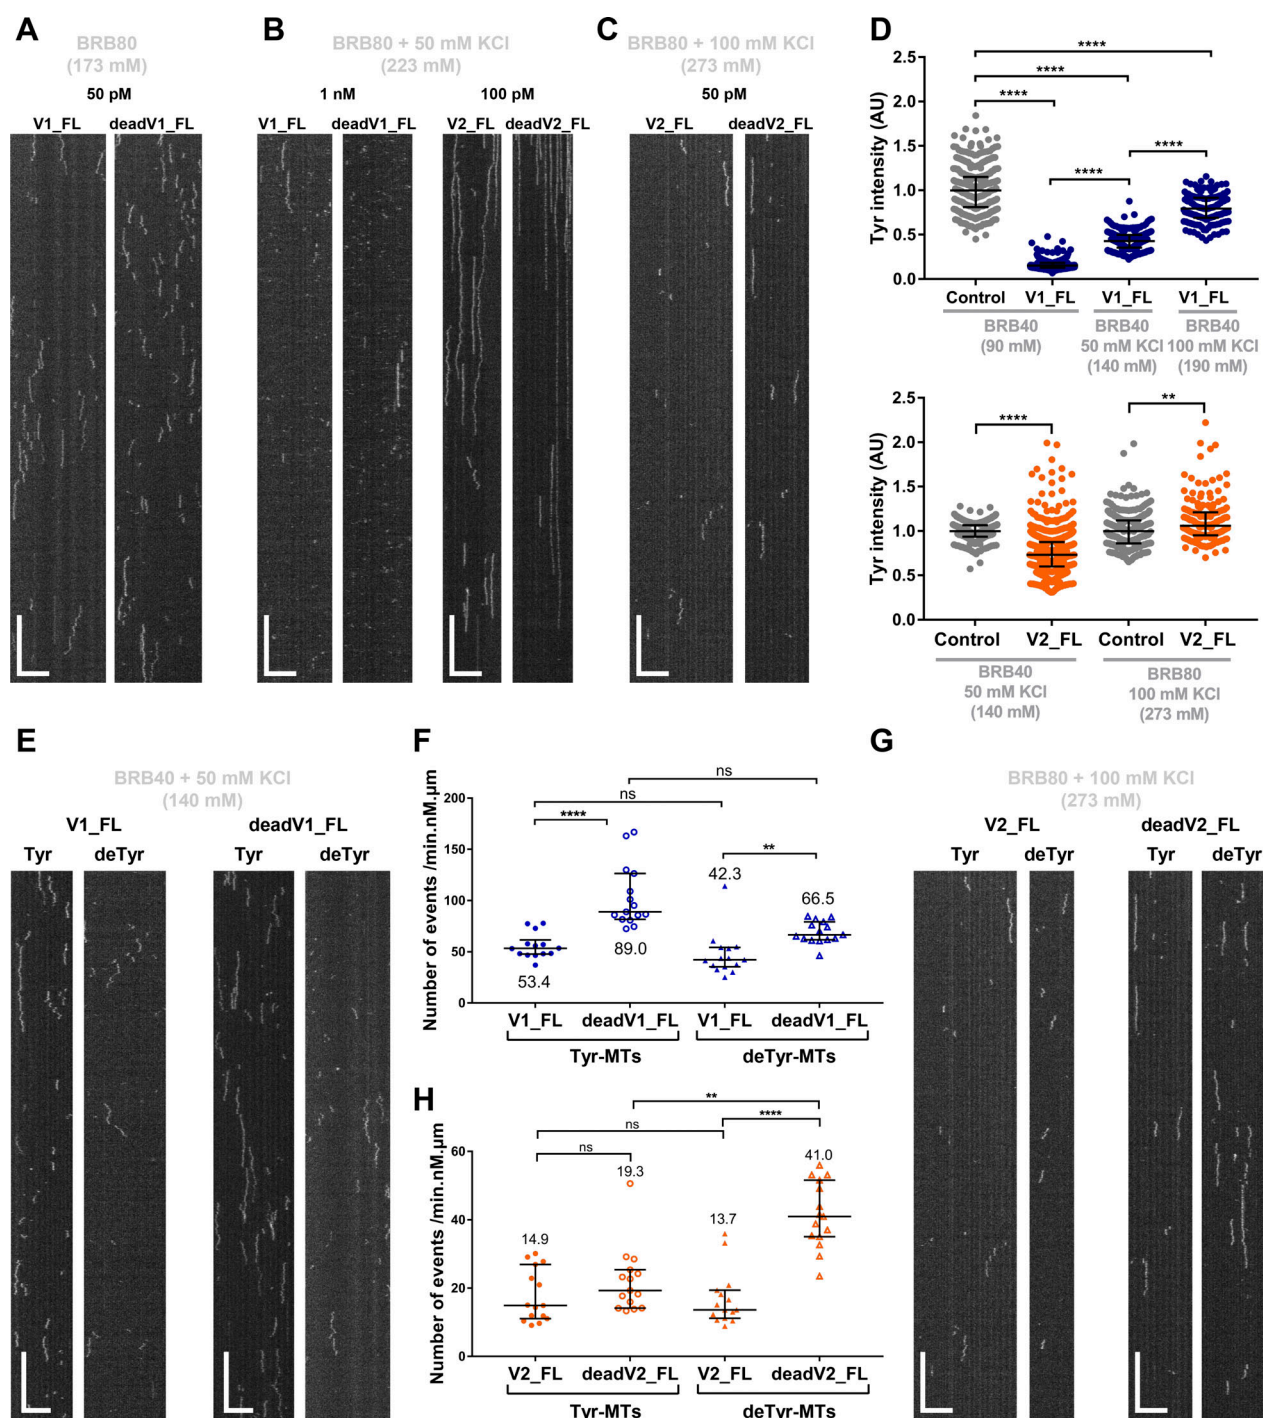 A
BRB80
(173 mM)
50 pM
V1_FL deadV1_FL
B
BRB80 + 50 mM KCl
(223 mM)
1 nM 100 pM
V1_FL deadV1_FL V2_FL deadV2_FL
C
BRB80 + 100 mM KCl
(273 mM)
50 pM
V2_FL deadV2_FL
D
Tyr intensity (AU)
2.5
2.0
1.5
1.0
0.5
0.0
****
****
****
****
****
Control V1_FL V1_FL V1_FL
BRB40
(90 mM)
BRB40
50 mM KCl
(140 mM)
BRB40
100 mM KCl
(190 mM)
Tyr intensity (AU)
2.5
2.0
1.5
1.0
0.5
0.0
****
**
Control V2_FL Control V2_FL
BRB40
50 mM KCl
(140 mM)
BRB80
100 mM KCl
(273 mM)
E
BRB40 + 50 mM KCl
(140 mM)
V1_FL deadV1_FL
Tyr deTyr Tyr deTyr
F
Number of events /min.nM.µm
200
150
100
50
0
ns
ns
****
**
53.4
89.0
42.3
66.5
V1_FL deadV1_FL V1_FL deadV1_FL
Tyr-MTs deTyr-MTs
G
BRB80 + 100 mM KCl
(273 mM)
V2_FL deadV2_FL
Tyr deTyr Tyr deTyr
H
Number of events /min.nM.µm
60
40
20
0
**
ns
****
ns
14.9
19.3
13.7
41.0
V2_FL deadV2_FL V2_FL deadV2_FL
Tyr-MTs deTyr-MTs